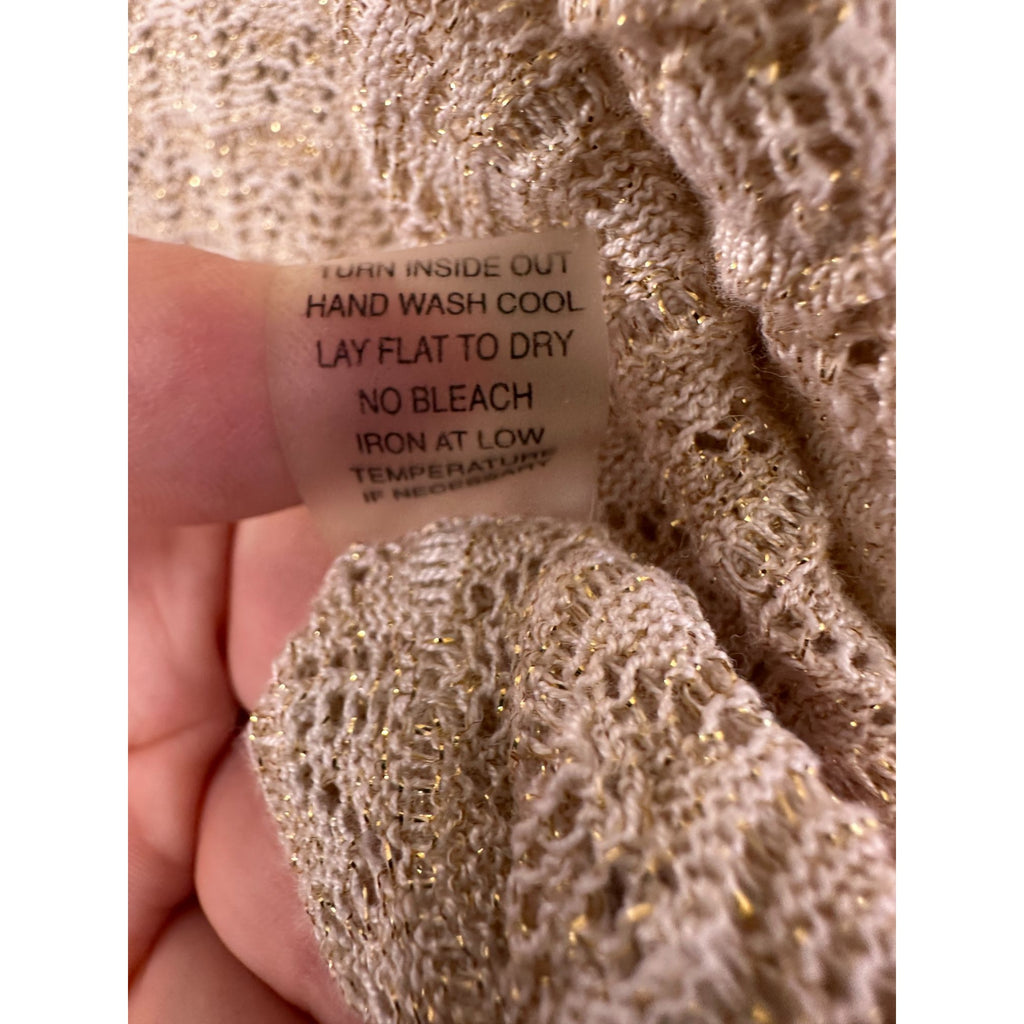 TURN INSIDE OUT
HAND WASH COOL
LAY FLAT TO DRY
NO BLEACH
IRON AT LOW
TEMPERATURE
IF NECESSARY